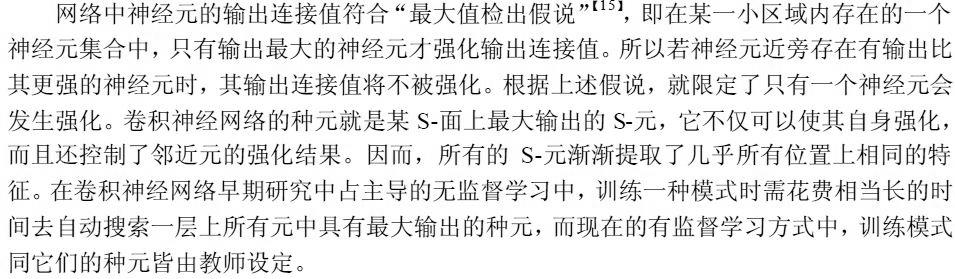 网络中神经元的输出连接值符合“最大值检出假说”【15】，即在某一小区域内存在的一个
神经元集合中，只有输出最大的神经元才强化输出连接值。所以若神经元近旁存在有输出比
其更强的神经元时，其输出连接值将不被强化。根据上述假说，就限定了只有一个神经元会
发生强化。卷积神经网络的种元就是某 S-面上最大输出的 S-元，它不仅可以使其自身强化，
而且还控制了邻近元的强化结果。因而，所有的 S-元渐渐提取了几乎所有位置上相同的特
征。在卷积神经网络早期研究中占主导的无监督学习中，训练一种模式时需花费相当长的时
间去自动搜索一层上所有元中具有最大输出的种元，而现在的有监督学习方式中，训练模式
同它们的种元皆由教师设定。